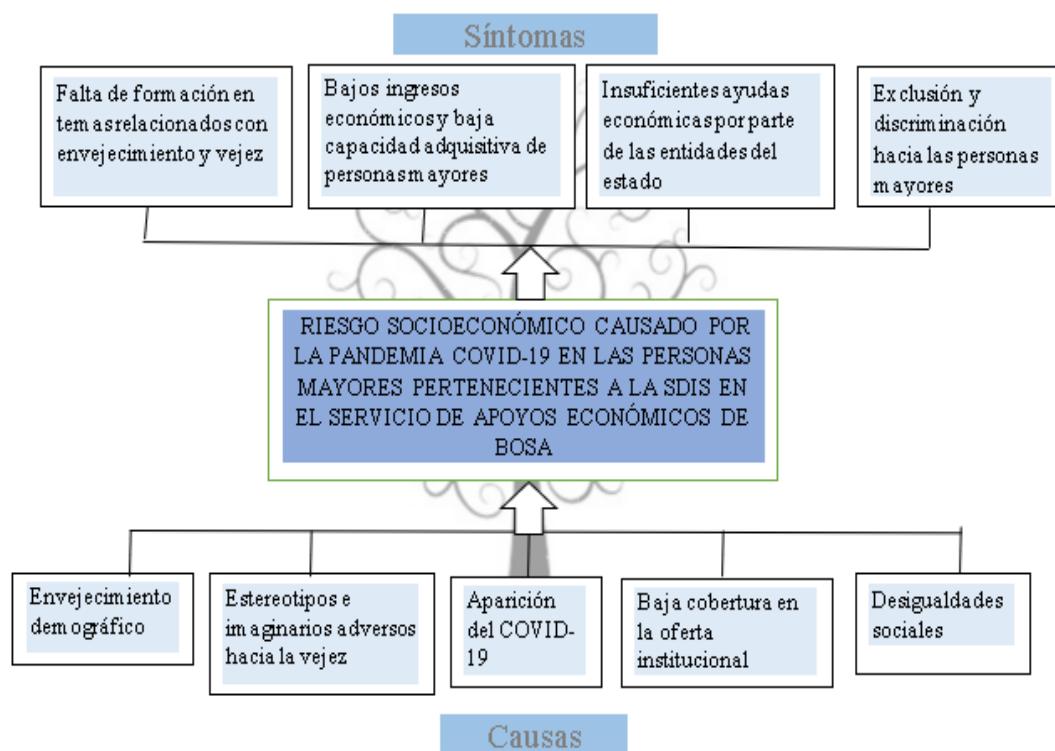 Síntomas
Falta de formación en
temas relacionados con
envejecimiento y vejez
Bajos ingresos
económicos y baja
capacidad adquisitiva de
personas mayores
Insuficientes ayudas
económicas por parte
de las entidades del
estado
Exclusión y
discriminación
hacia las personas
mayores
RIESGO SOCIOECONÓMICO CAUSADO POR
LA PANDEMIA COVID-19 EN LAS PERSONAS
MAYORES PERTENECIENTES A LA SDIS EN
EL SERVICIO DE APOYOS ECONÓMICOS DE
BOSA
Envejecimiento
demográfico
Estereotipos e
imaginarios adversos
hacia la vejez
Aparición
del COVID-
19
Baja cobertura en
la oferta
institucional
Desigualdades
sociales
Causas